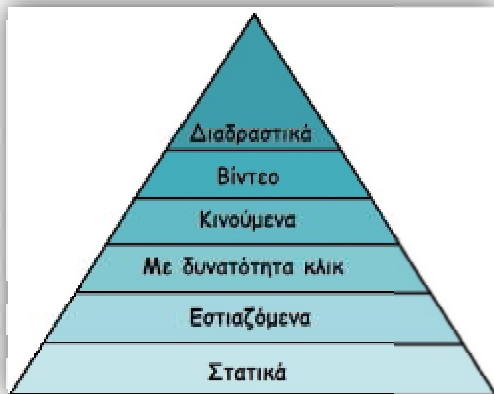 Διαδραστικά
Βίντεο
Κινούμενα
Με δυνατότητα κλικ
Εστιαζόμενα
Στατικά